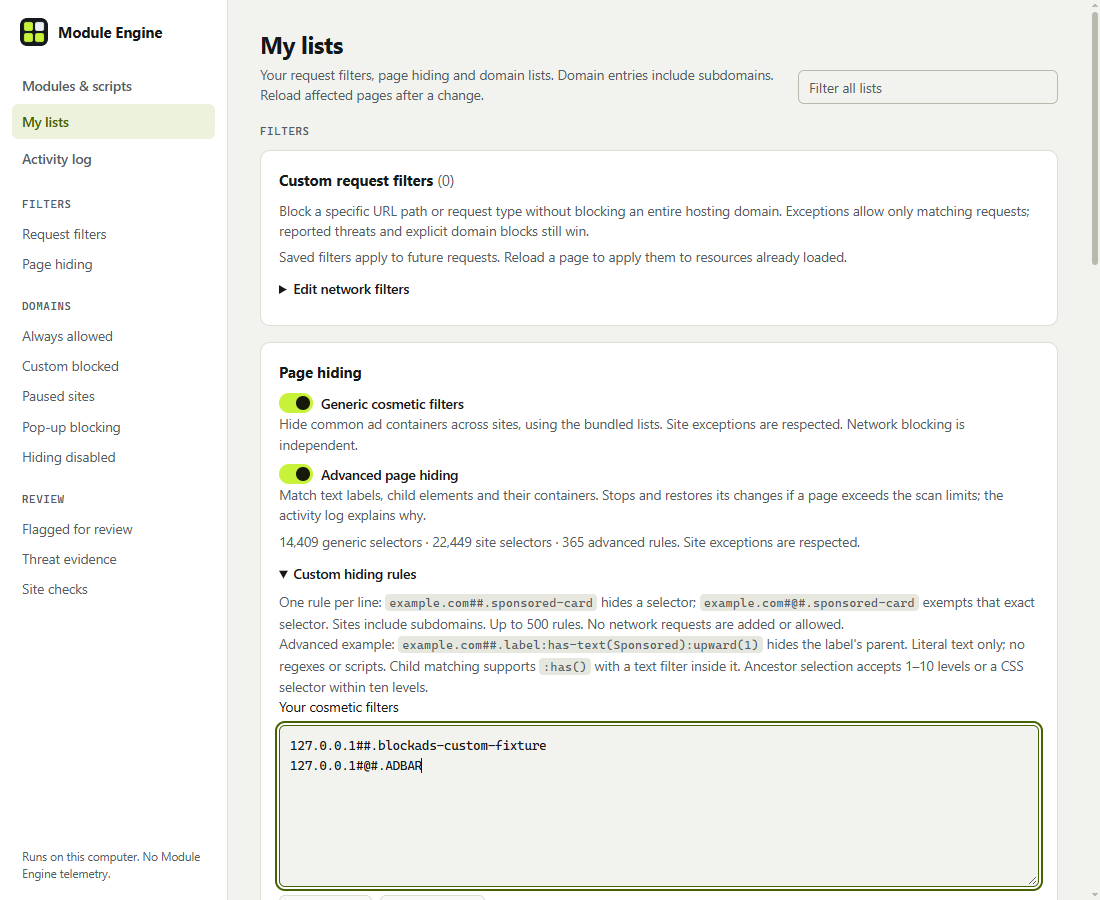 Module Engine
Modules & scripts
My lists
Activity log
FILTERS
Request filters
Page hiding
DOMAINS
Always allowed
Custom blocked
Paused sites
Pop-up blocking
Hiding disabled
REVIEW
Flagged for review
Threat evidence
Site checks
Runs on this computer. No Module
Engine telemetry.
My lists
Your request filters, page hiding and domain lists. Domain entries include subdomains.
Reload affected pages after a change.
Filter all lists
FILTERS
Custom request filters (0)
Block a specific URL path or request type without blocking an entire hosting domain. Exceptions allow only matching requests;
reported threats and explicit domain blocks still win.
Saved filters apply to future requests. Reload a page to apply them to resources already loaded.
Edit network filters
Page hiding
Generic cosmetic filters
Hide common ad containers across sites, using the bundled lists. Site exceptions are respected. Network blocking is
independent.
Advanced page hiding
Match text labels, child elements and their containers. Stops and restores its changes if a page exceeds the scan limits; the
activity log explains why.
14,409 generic selectors · 22,449 site selectors · 365 advanced rules. Site exceptions are respected.
Custom hiding rules
One rule per line: example.com##.sponsored-card hides a selector; example.com#@#.sponsored-card exempts that exact
selector. Sites include subdomains. Up to 500 rules. No network requests are added or allowed.
Advanced example: example.com##.label:has-text(Sponsored):upward(1) hides the label's parent. Literal text only; no
regexes or scripts. Child matching supports :has() with a text filter inside it. Ancestor selection accepts 1–10 levels or a CSS
selector within ten levels.
Your cosmetic filters
127.0.0.1##.blockads-custom-fixture
127.0.0.1#@#.ADBAR